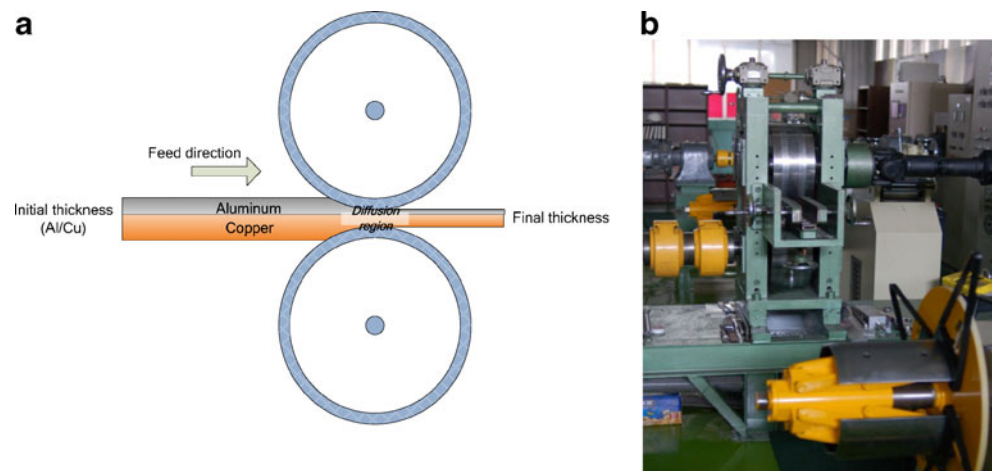 a
b
Feed direction
Initial thickness
(Al/Cu)
Aluminum
Copper
Diffusion
region
Final thickness